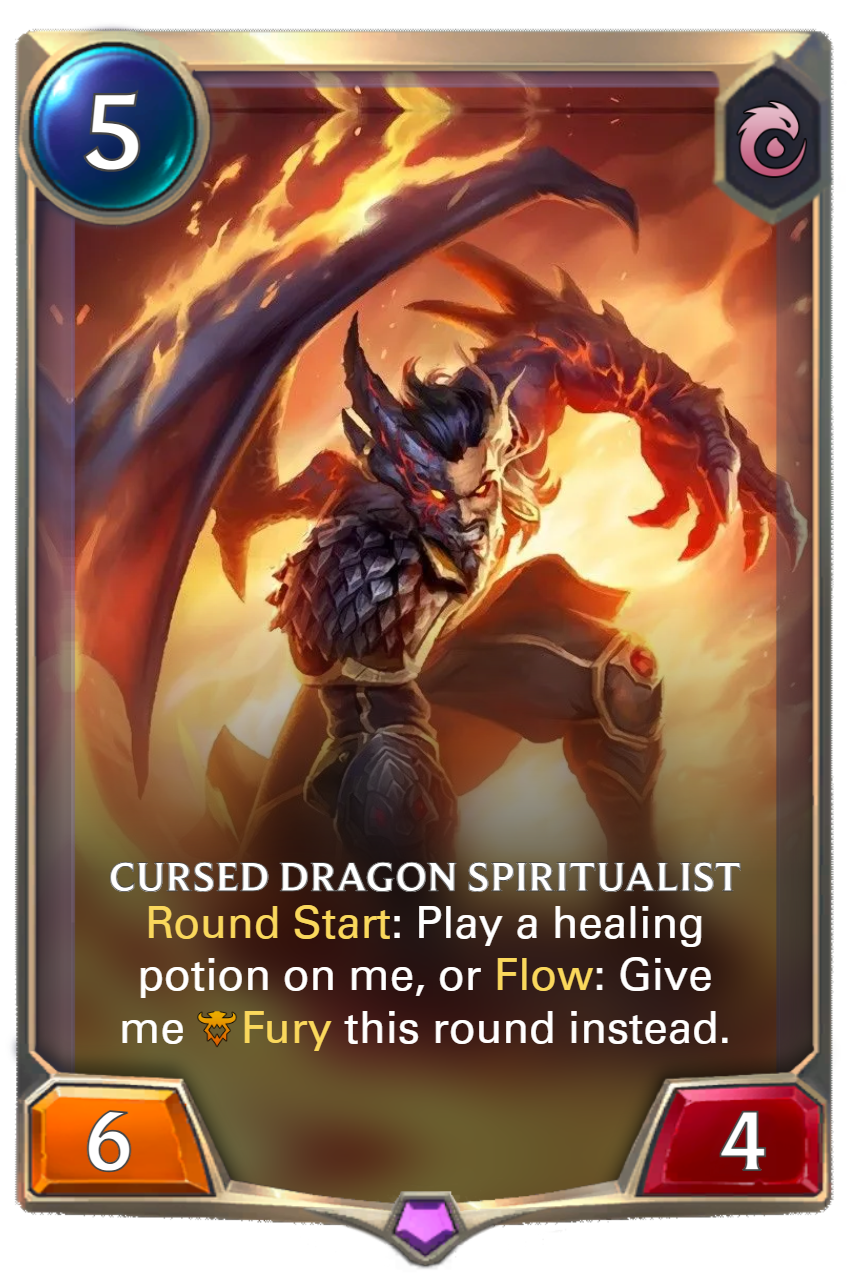 5
CURSED DRAGON SPIRITUALIST
Round Start: Play a healing
potion on me, or Flow: Give
me Fury this round instead.
6
4